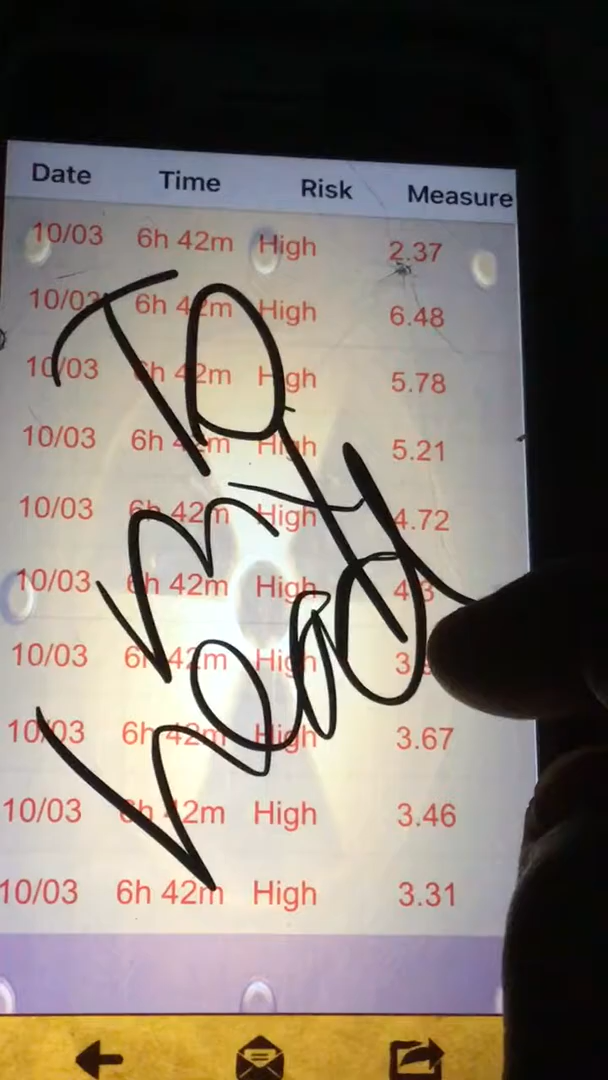 Date Time Risk Measure
10/03 6h 42m High 2.37
10/03 6h 42m High 6.48
10/03 6h 42m High 5.78
10/03 6h 42m High 5.21
10/03 6h 42m High 4.72
10/03 6h 42m High
10/03 6h 42m High
10/03 6h 42m High 3.67
10/03 6h 42m High 3.46
10/03 6h 42m High 3.31
TO
my
head